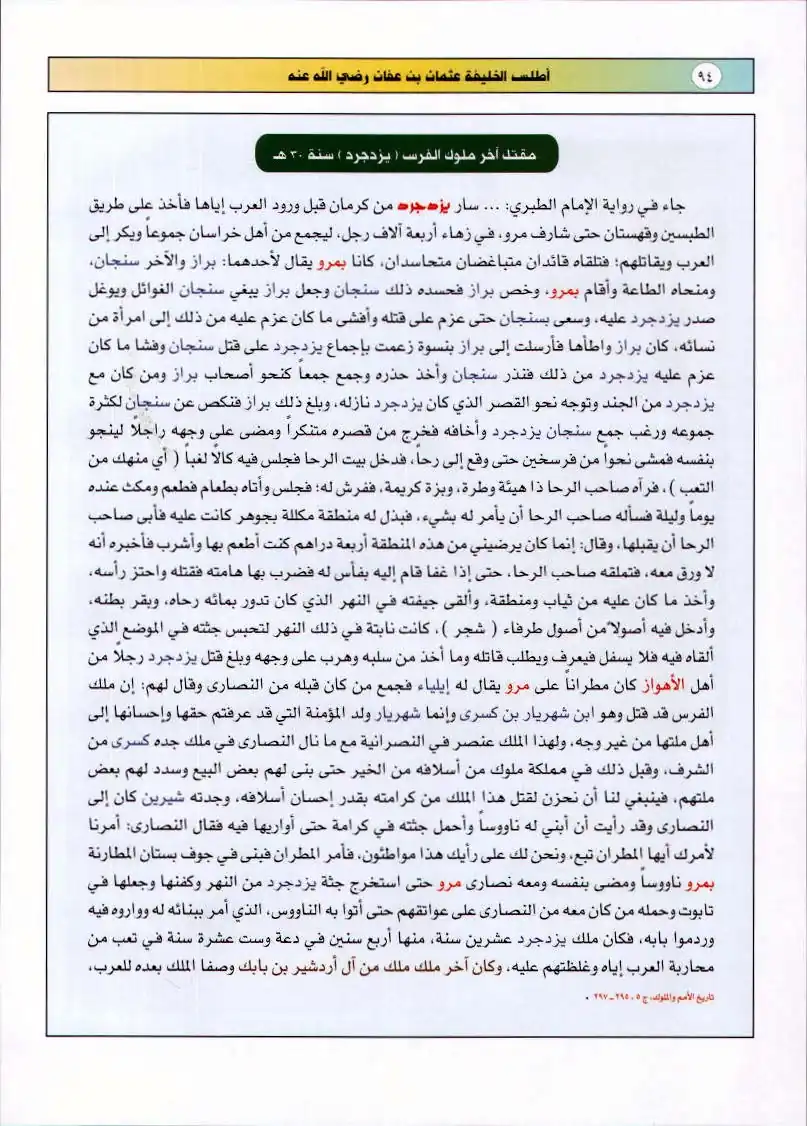 ٩٤
أطلس الخليفة عثمان بن عفان رضي الله عنه
مقتل آخر ملوك الفرس ( يزدجرد ) سنة ٣٠ هـ
جاء في رواية الإمام الطبري: ... سار يزدجرد من كرمان قبل ورود العرب إياها فأخذ على طريق
الطبسين وقهستان حتى شارف مرو، في زهاء أربعة آلاف رجل، ليجمع من أهل خراسان جموعاً ويكر إلى
العرب ويقاتلهم؛ فتلقاه قائدان متباغضان متحاسدان، كانا بمرو يقال لأحدهما: براز والآخر سنجان،
ومنحاه الطاعة وأقام بمرو، وخص براز فحسده ذلك سنجان وجعل براز يبغي سنجان الغوائل ويوغل
صدر يزدجرد عليه، وسعى بسنجان حتى عزم على قتله وأفشى ما كان عزم عليه من ذلك إلى امرأة من
نسائه، كان براز واطأها فأرسلت إلى براز بنسوة زعمت بإجماع يزدجرد على قتل سنجان وفشا ما كان
عزم عليه يزدجرد من ذلك فنذر سنجان وأخذ حذره وجمع جمعاً كنحو أصحاب براز ومن كان مع
يزدجرد من الجند وتوجه نحو القصر الذي كان يزدجرد نازله، وبلغ ذلك براز فنكص عن سنجان لكثرة
جموعه ورغب جمع سنجان يزدجرد وأخافه فخرج من قصره متنكراً ومضى على وجهه راجلاً لينجو
بنفسه فمشى نحواً من فرسخين حتى وقع إلى رحاً، فدخل بيت الرحا فجلس فيه كالاً لغباً ( أي منهك من
التعب )، فرآه صاحب الرحا ذا هيئة وطرة، وبزة كريمة، ففرش له؛ فجلس وأتاه بطعام فطعم ومكث عنده
يوماً وليلة فسأله صاحب الرحا أن يأمر له بشيء، فبذل له منطقة مكللة بجوهر كانت عليه فأبى صاحب
الرحا أن يقبلها، وقال: إنما كان يرضيني من هذه المنطقة أربعة دراهم كنت أطعم بها وأشرب فأخبره أنه
لا ورق معه، فتملقه صاحب الرحا، حتى إذا غفا قام إليه بفأس له فضرب بها هامته فقتله واحتز رأسه،
وأخذ ما كان عليه من ثياب ومنطقة، وألقى جيفته في النهر الذي كان تدور بمائه رحاه، وبقر بطنه،
وأدخل فيه أصولاً من أصول طرفاء ( شجر )، كانت نابتة في ذلك النهر لتحبس جثته في الموضع الذي
ألقاه فيه فلا يسفل فيعرف ويطلب قاتله وما أخذ من سلبه وهرب على وجهه وبلغ قتل يزدجرد رجلاً من
أهل الأهواز كان مطراناً على مرو يقال له إيلياء فجمع من كان قبله من النصارى وقال لهم: إن ملك
الفرس قد قتل وهو ابن شهريار بن كسرى وإنما شهريار ولد المؤمنة التي قد عرفتم حقها وإحسانها إلى
أهل ملتها من غير وجه، ولهذا الملك عنصر في النصرانية مع ما نال النصارى في ملك جده كسرى من
الشرف، وقبل ذلك في مملكة ملوك من أسلافه من الخير حتى بنى لهم بعض البيع وسدد لهم بعض
ملتهم، فينبغي لنا أن نحزن لقتل هذا الملك من كرامته بقدر إحسان أسلافه، وجدته شيرين كان إلى
النصارى وقد رأيت أن أبني له ناووساً وأحمل جثته في كرامة حتى أواريها فيه فقال النصارى: أمرنا
لأمرك أيها المطران تبع، ونحن لك على رأيك هذا مواطئون، فأمر المطران فبنى في جوف بستان المطارنة
بمرو ناووساً ومضى بنفسه ومعه نصارى مرو حتى استخرج جثة يزدجرد من النهر وكفنها وجعلها في
تابوت وحمله من كان معه من النصارى على عواتقهم حتى أتوا به الناووس، الذي أمر ببنائه له وواروه فيه
وردموا بابه، فكان ملك يزدجرد عشرين سنة، منها أربع سنين في دعة وست عشرة سنة في تعب من
محاربة العرب إياه وغلظتهم عليه، وكان آخر ملك ملك من آل أردشير بن بابك وصفا الملك بعده للعرب،
تاريخ الأمم والملوك، ج ٥، ٢٩٥ – ٢٩٧ .